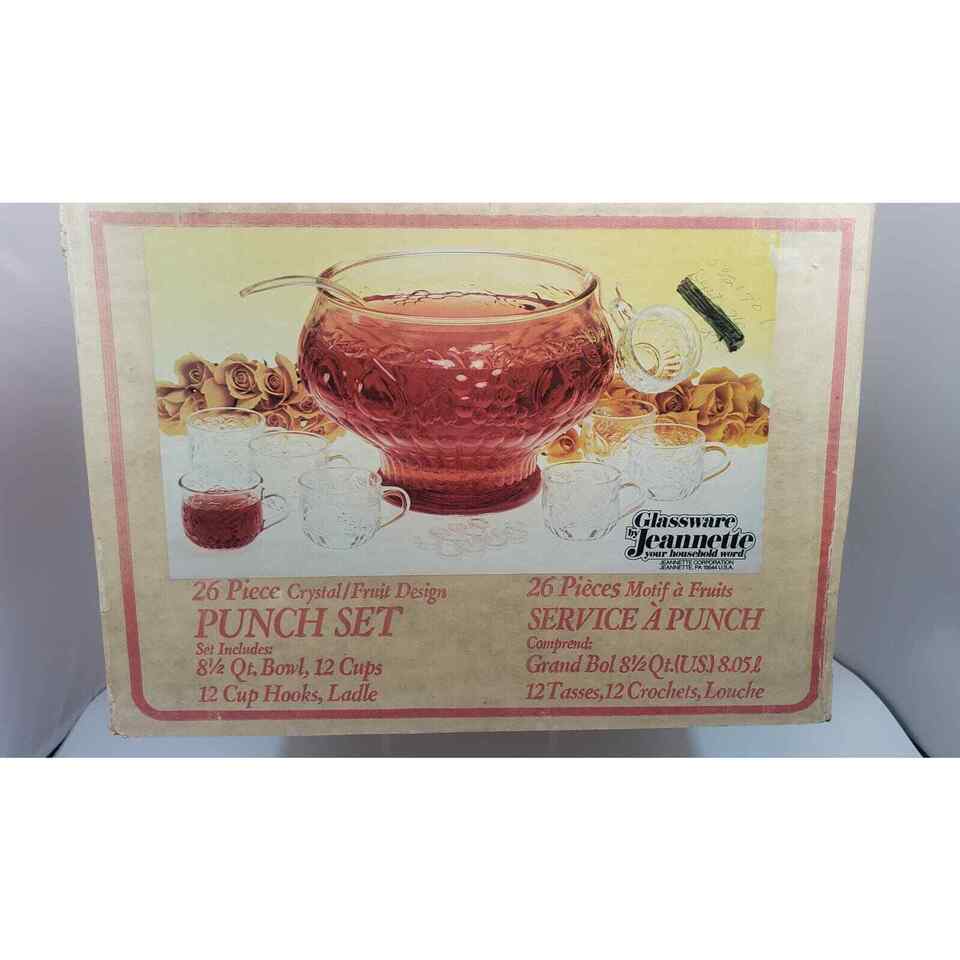 Glassware
by Jeannette
your household word
JEANNETTE CORPORATION
JEANNETTE, PA 15644 U.S.A.
26 Piece Crystal/Fruit Design
PUNCH SET
Set Includes:
8½ Qt. Bowl, 12 Cups
12 Cup Hooks, Ladle
26 Pièces Motif à Fruits
SERVICE À PUNCH
Comprend:
Grand Bol 8½ Qt.(US) 8.05ℓ
12 Tasses, 12 Crochets, Louche